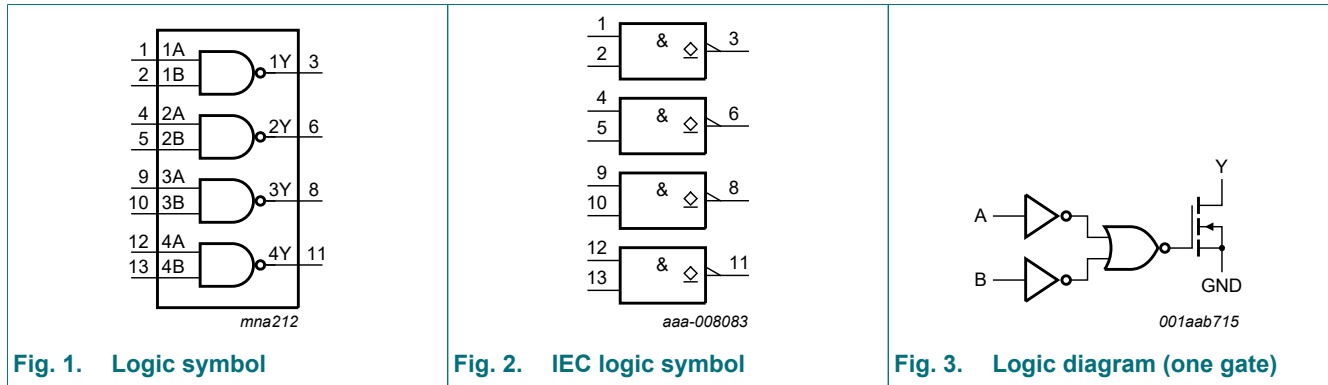 1 1A 1Y 3
2 1B
4 2A 2Y 6
5 2B
9 3A 3Y 8
10 3B
12 4A 4Y 11
13 4B
mna212
Fig. 1. Logic symbol
1 & 3
2
4 & 6
5
9 & 8
10
12 & 11
13
aaa-008083
Fig. 2. IEC logic symbol
Y
A
B
GND
001aab715
Fig. 3. Logic diagram (one gate)